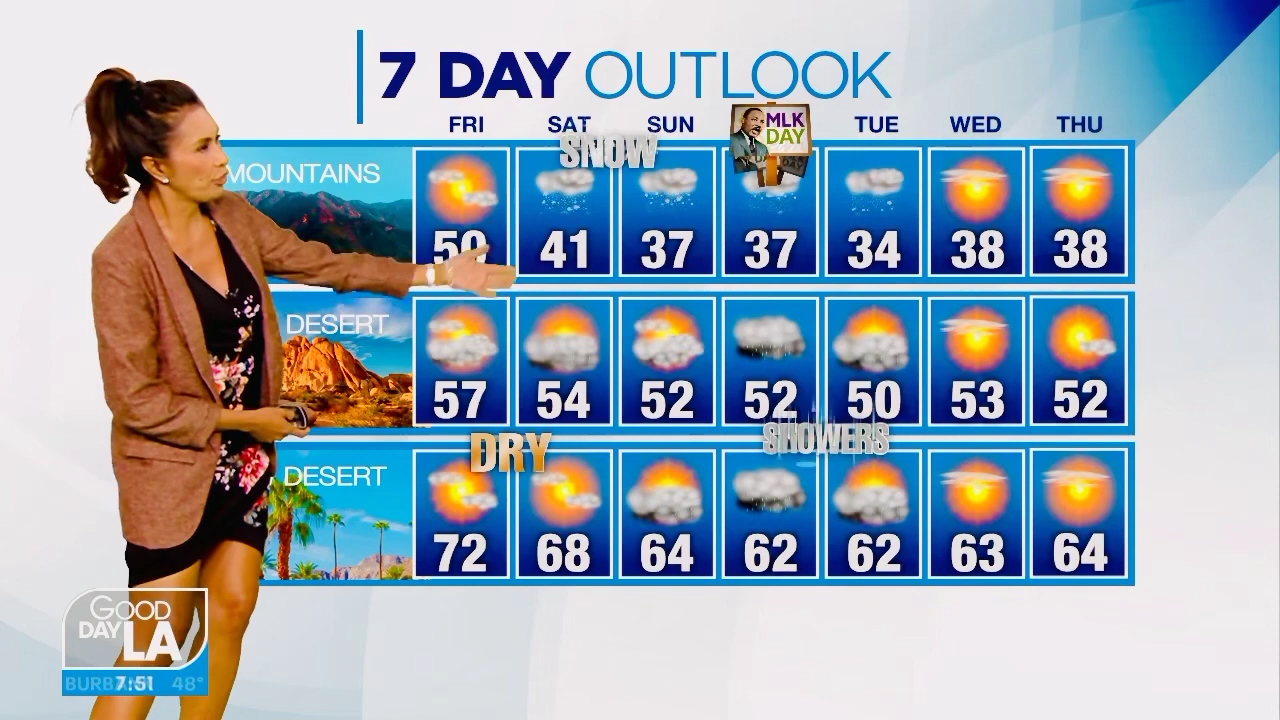 7 DAY OUTLOOK
FRI SAT SUN MLK DAY TUE WED THU
SNOW
MOUNTAINS
50 41 37 37 34 38 38
DESERT
57 54 52 52 50 53 52
DRY SHOWERS
DESERT
72 68 64 62 62 63 64
GOOD
DAY LA
7:51 48°